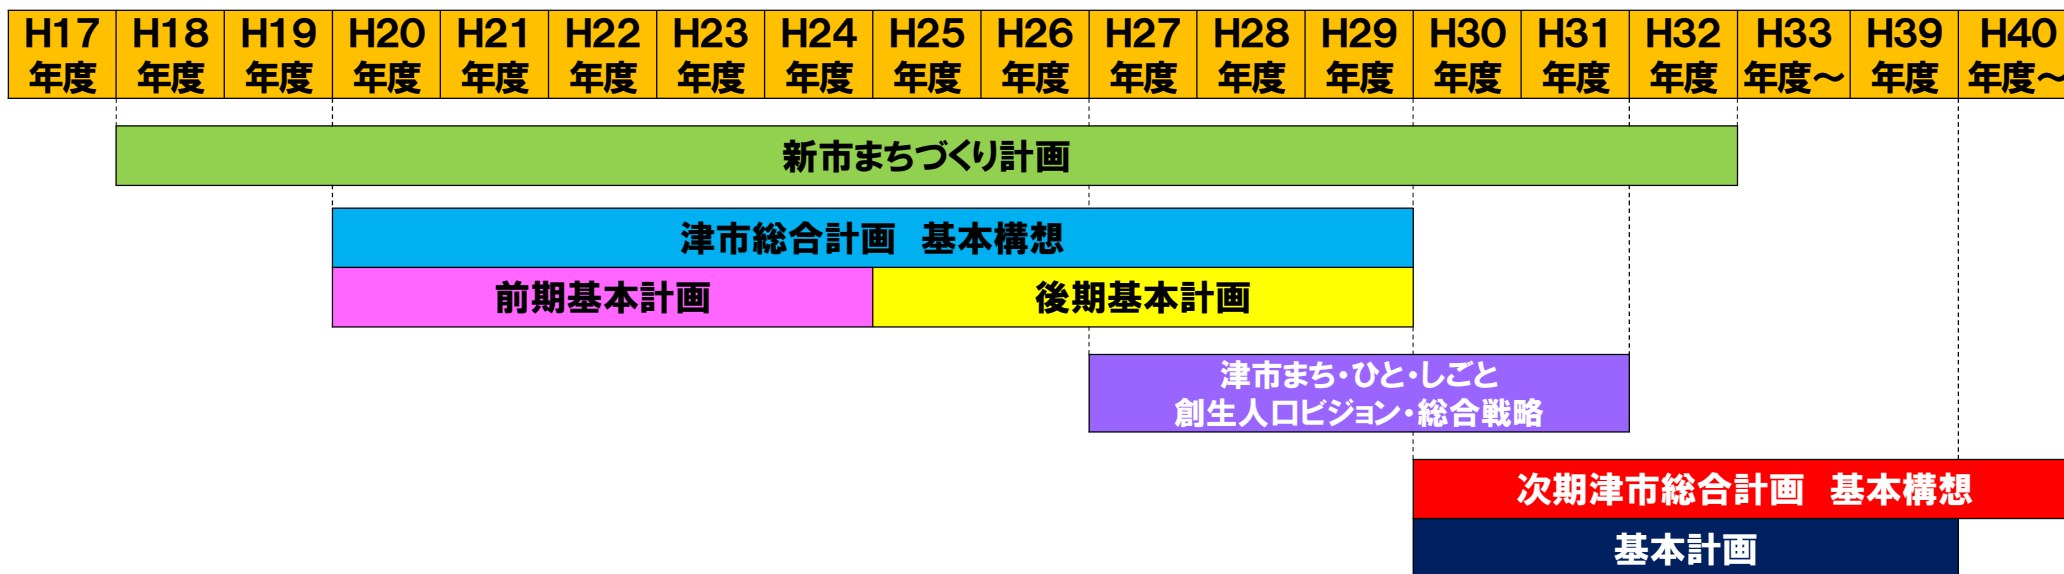 H17 H18 H19 H20 H21 H22 H23 H24 H25 H26 H27 H28 H29 H30 H31 H32 H33 H39 H40
年度 年度 年度 年度 年度 年度 年度 年度 年度 年度 年度 年度 年度 年度 年度 年度 年度～ 年度 年度～
新市まちづくり計画
津市総合計画　基本構想
前期基本計画 後期基本計画
津市まち・ひと・しごと
創生人口ビジョン・総合戦略
次期津市総合計画　基本構想
基本計画